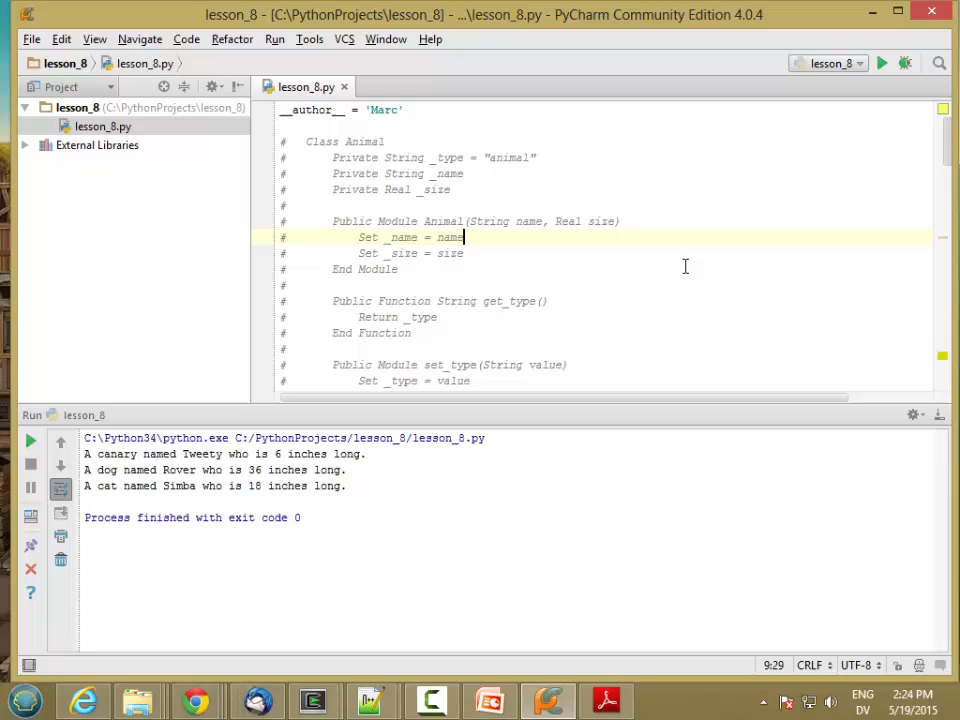 lesson_8 - [C:\PythonProjects\lesson_8] - ...\lesson_8.py - PyCharm Community Edition 4.0.4
File Edit View Navigate Code Refactor Run Tools VCS Window Help
lesson_8 lesson_8.py lesson_8
Project lesson_8.py
lesson_8 (C:\PythonProjects\lesson_8)
lesson_8.py
External Libraries
__author__ = 'Marc'
# Class Animal
# Private String _type = "animal"
# Private String _name
# Private Real _size
#
# Public Module Animal(String name, Real size)
# Set _name = name
# Set _size = size
# End Module
#
# Public Function String get_type()
# Return _type
# End Function
#
# Public Module set_type(String value)
# Set _type = value
Run lesson_8
C:\Python34\python.exe C:/PythonProjects/lesson_8/lesson_8.py
A canary named Tweety who is 6 inches long.
A dog named Rover who is 36 inches long.
A cat named Simba who is 18 inches long.
Process finished with exit code 0
9:29 CRLF UTF-8
ENG 2:24 PM
DV 5/19/2015